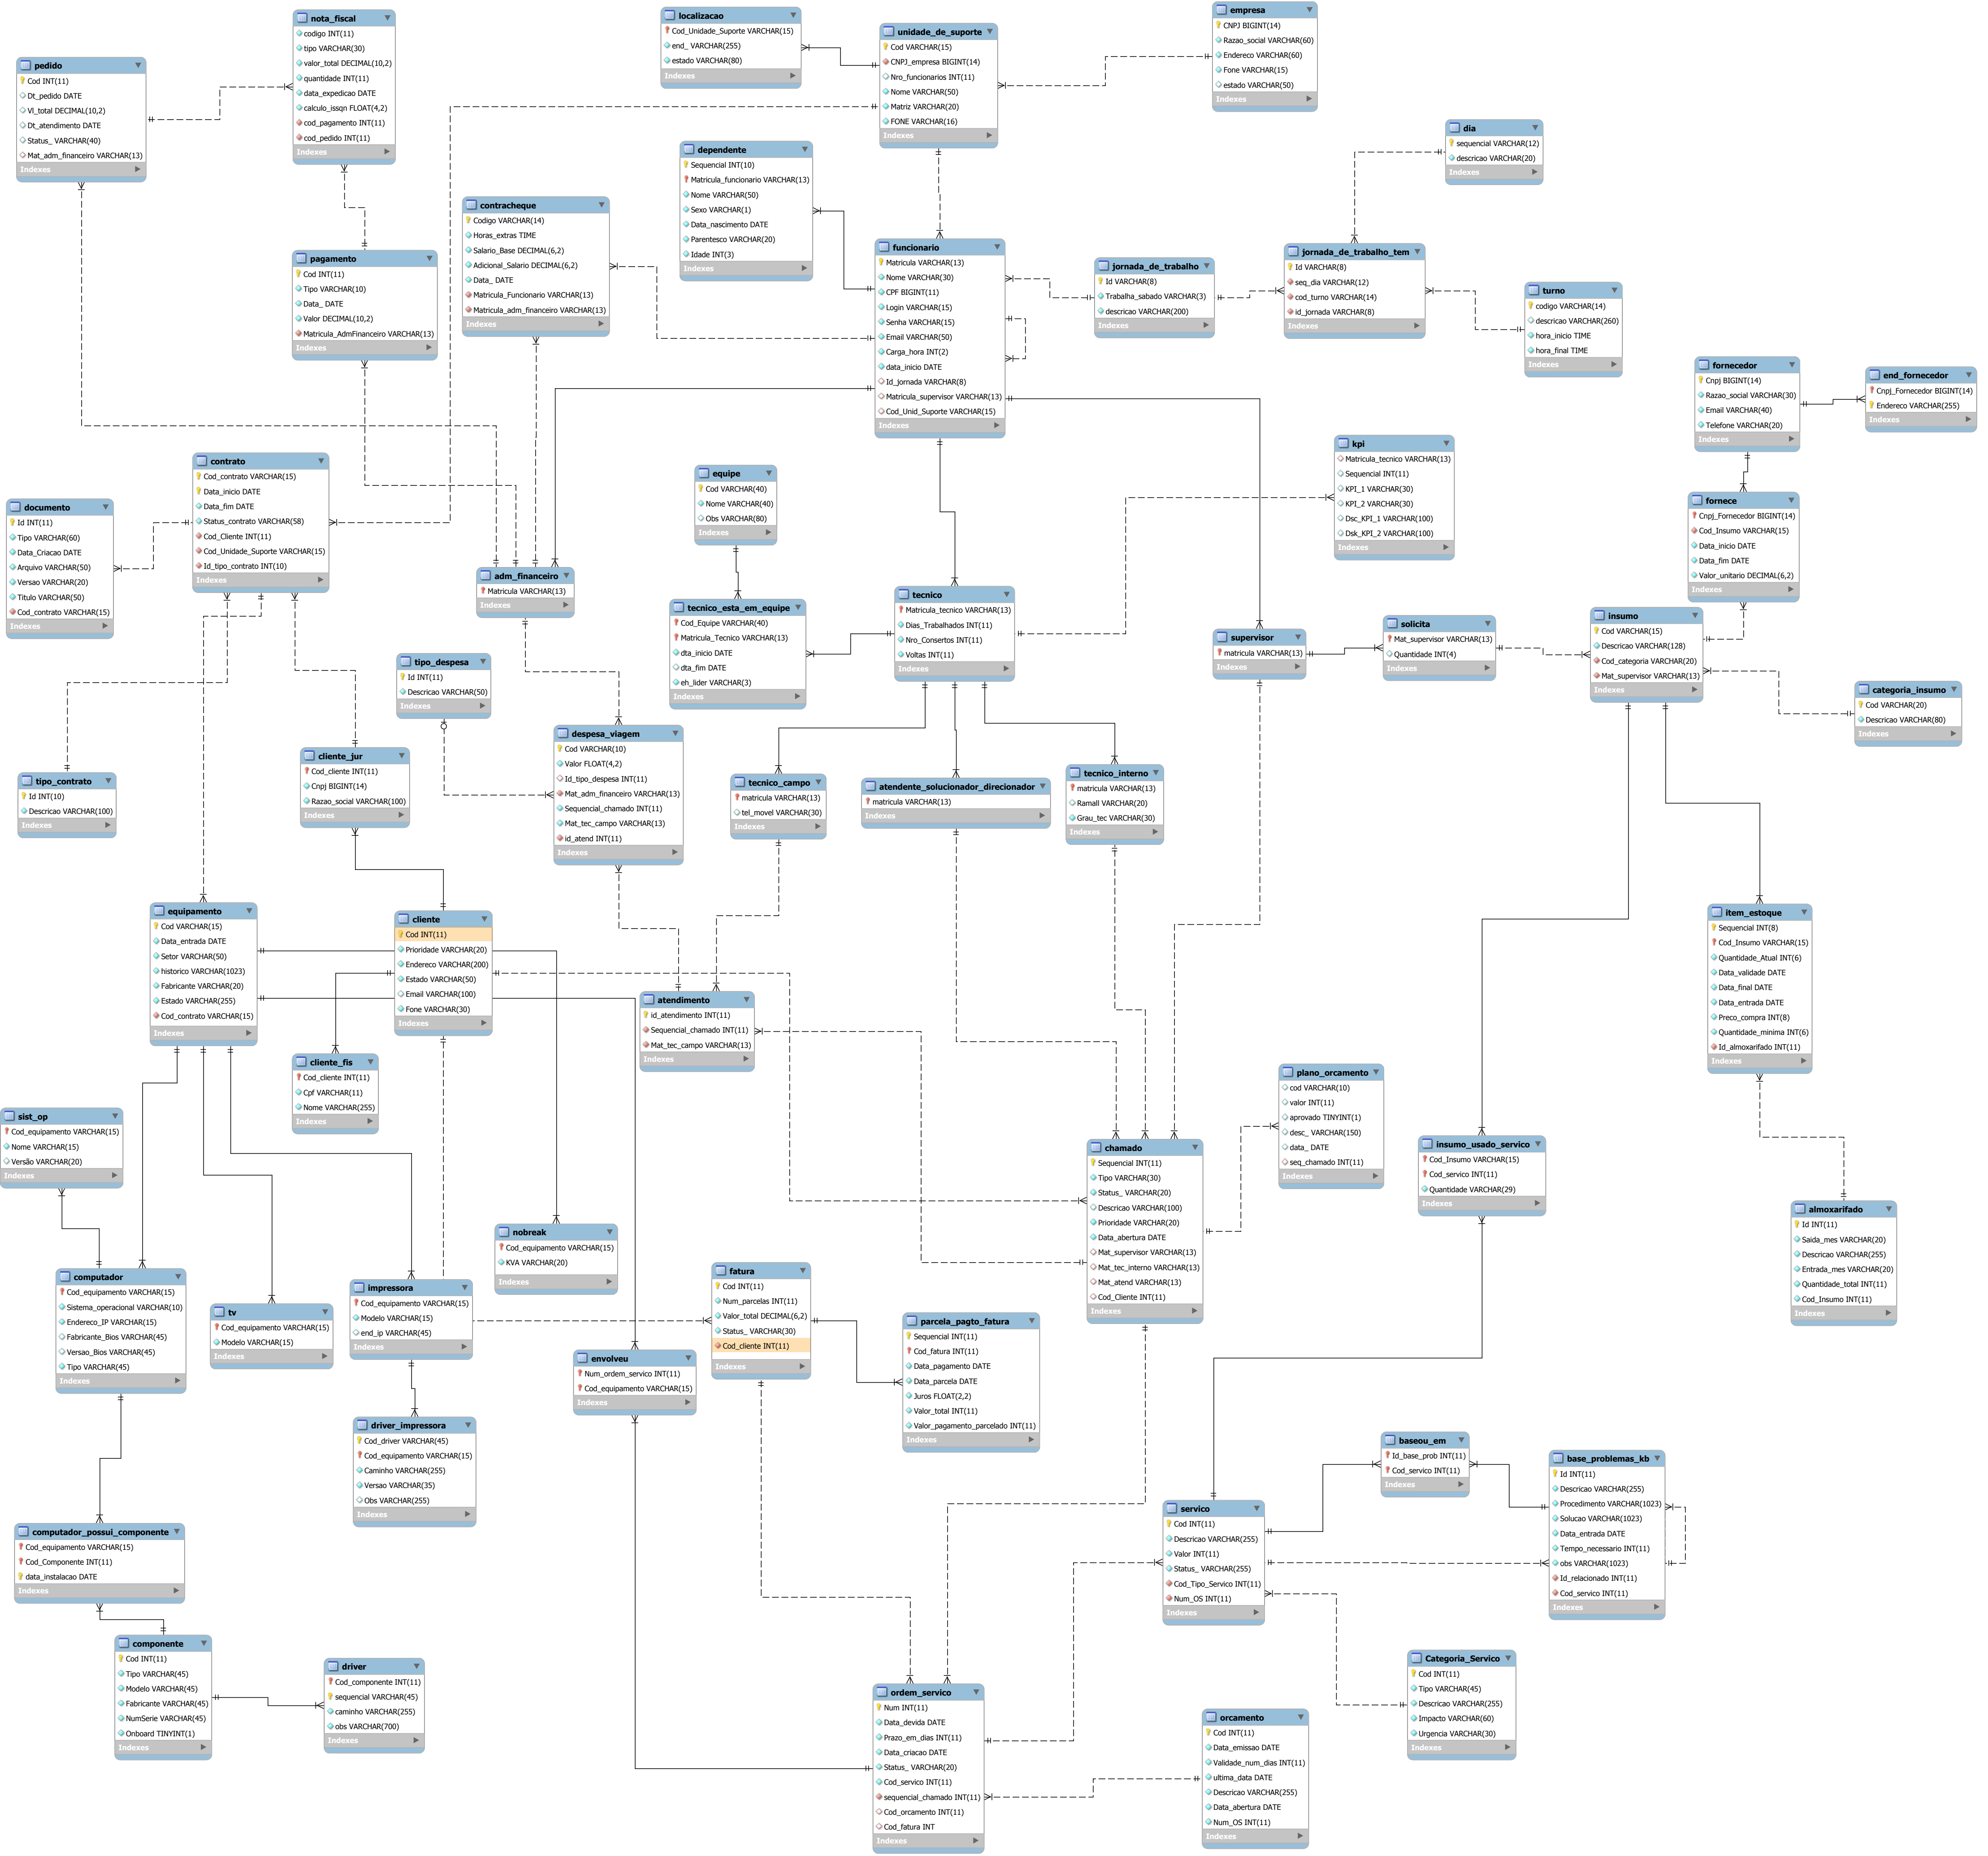 nota_fiscal
codigo INT(11)
tipo VARCHAR(30)
valor_total DECIMAL(10,2)
quantidade INT(11)
data_expedicao DATE
calculo_issqn FLOAT(4,2)
cod_pagamento INT(11)
cod_pedido INT(11)
Indexes
localizacao
Cod_Unidade_Suporte VARCHAR(15)
end_ VARCHAR(255)
estado VARCHAR(80)
Indexes
unidade_de_suporte
Cod VARCHAR(15)
CNPJ_empresa BIGINT(14)
Nro_funcionarios INT(11)
Nome VARCHAR(50)
Matriz VARCHAR(20)
FONE VARCHAR(16)
Indexes
empresa
CNPJ BIGINT(14)
Razao_social VARCHAR(60)
Endereco VARCHAR(60)
Fone VARCHAR(15)
estado VARCHAR(50)
Indexes
pedido
Cod INT(11)
Dt_pedido DATE
Vl_total DECIMAL(10,2)
Dt_atendimento DATE
Status_ VARCHAR(40)
Mat_adm_financeiro VARCHAR(13)
Indexes
dia
sequencial VARCHAR(12)
descricao VARCHAR(20)
Indexes
dependente
Sequencial INT(10)
Matricula_funcionario VARCHAR(13)
Nome VARCHAR(50)
Sexo VARCHAR(1)
Data_nascimento DATE
Parentesco VARCHAR(20)
Idade INT(3)
Indexes
contracheque
Codigo VARCHAR(14)
Horas_extras TIME
Salario_Base DECIMAL(6,2)
Adicional_Salario DECIMAL(6,2)
Data_ DATE
Matricula_Funcionario VARCHAR(13)
Matricula_adm_financeiro VARCHAR(13)
Indexes
funcionario
Matricula VARCHAR(13)
Nome VARCHAR(30)
CPF BIGINT(11)
Login VARCHAR(15)
Senha VARCHAR(15)
Email VARCHAR(50)
Carga_hora INT(2)
data_inicio DATE
Id_jornada VARCHAR(8)
Matricula_supervisor VARCHAR(13)
Cod_Unid_Suporte VARCHAR(15)
Indexes
pagamento
Cod INT(11)
Tipo VARCHAR(10)
Data_ DATE
Valor DECIMAL(10,2)
Matricula_AdmFinanceiro VARCHAR(13)
Indexes
jornada_de_trabalho
Id VARCHAR(8)
Trabalha_sabado VARCHAR(3)
descricao VARCHAR(200)
Indexes
jornada_de_trabalho_tem
Id VARCHAR(8)
seq_dia VARCHAR(12)
cod_turno VARCHAR(14)
id_jornada VARCHAR(8)
Indexes
turno
codigo VARCHAR(14)
descricao VARCHAR(260)
hora_inicio TIME
hora_final TIME
Indexes
fornecedor
Cnpj BIGINT(14)
Razao_social VARCHAR(30)
Email VARCHAR(40)
Telefone VARCHAR(20)
Indexes
end_fornecedor
Cnpj_Fornecedor BIGINT(14)
Endereco VARCHAR(255)
Indexes
kpi
Matricula_tecnico VARCHAR(13)
Sequencial INT(11)
KPI_1 VARCHAR(30)
KPI_2 VARCHAR(30)
Dsc_KPI_1 VARCHAR(100)
Dsk_KPI_2 VARCHAR(100)
Indexes
contrato
Cod_contrato VARCHAR(15)
Data_inicio DATE
Data_fim DATE
Status_contrato VARCHAR(58)
Cod_Cliente INT(11)
Cod_Unidade_Suporte VARCHAR(15)
Id_tipo_contrato INT(10)
Indexes
equipe
Cod VARCHAR(40)
Nome VARCHAR(40)
Obs VARCHAR(80)
Indexes
documento
Id INT(11)
Tipo VARCHAR(60)
Data_Criacao DATE
Arquivo VARCHAR(50)
Versao VARCHAR(20)
Titulo VARCHAR(50)
Cod_contrato VARCHAR(15)
Indexes
fornece
Cnpj_Fornecedor BIGINT(14)
Cod_Insumo VARCHAR(15)
Data_inicio DATE
Data_fim DATE
Valor_unitario DECIMAL(6,2)
Indexes
adm_financeiro
Matricula VARCHAR(13)
Indexes
tecnico_esta_em_equipe
Cod_Equipe VARCHAR(40)
Matricula_Tecnico VARCHAR(13)
dta_inicio DATE
dta_fim DATE
eh_lider VARCHAR(3)
Indexes
tecnico
Matricula_tecnico VARCHAR(13)
Dias_Trabalhados INT(11)
Nro_Consertos INT(11)
Voltas INT(11)
Indexes
supervisor
matricula VARCHAR(13)
Indexes
solicita
Mat_supervisor VARCHAR(13)
Quantidade INT(4)
Indexes
insumo
Cod VARCHAR(15)
Descricao VARCHAR(128)
Cod_categoria VARCHAR(20)
Mat_supervisor VARCHAR(13)
Indexes
categoria_insumo
Cod VARCHAR(20)
Descricao VARCHAR(80)
Indexes
tipo_despesa
Id INT(11)
Descricao VARCHAR(50)
Indexes
despesa_viagem
Cod VARCHAR(10)
Valor FLOAT(4,2)
Id_tipo_despesa INT(11)
Mat_adm_financeiro VARCHAR(13)
Sequencial_chamado INT(11)
Mat_tec_campo VARCHAR(13)
id_atend INT(11)
Indexes
cliente_jur
Cod_cliente INT(11)
Cnpj BIGINT(14)
Razao_social VARCHAR(100)
Indexes
tipo_contrato
Id INT(10)
Descricao VARCHAR(100)
Indexes
tecnico_campo
matricula VARCHAR(13)
tel_movel VARCHAR(30)
Indexes
atendente_solucionador_direcionador
matricula VARCHAR(13)
Indexes
tecnico_interno
matricula VARCHAR(13)
Ramall VARCHAR(20)
Grau_tec VARCHAR(30)
Indexes
equipamento
Cod VARCHAR(15)
Data_entrada DATE
Setor VARCHAR(50)
historico VARCHAR(1023)
Fabricante VARCHAR(20)
Estado VARCHAR(255)
Cod_contrato VARCHAR(15)
Indexes
cliente
Cod INT(11)
Prioridade VARCHAR(20)
Endereco VARCHAR(200)
Estado VARCHAR(50)
Email VARCHAR(100)
Fone VARCHAR(30)
Indexes
item_estoque
Sequencial INT(8)
Cod_Insumo VARCHAR(15)
Quantidade_Atual INT(6)
Data_validade DATE
Data_final DATE
Data_entrada DATE
Preco_compra INT(8)
Quantidade_minima INT(6)
Id_almoxarifado INT(11)
Indexes
atendimento
id_atendimento INT(11)
Sequencial_chamado INT(11)
Mat_tec_campo VARCHAR(13)
Indexes
cliente_fis
Cod_cliente INT(11)
Cpf VARCHAR(11)
Nome VARCHAR(255)
Indexes
plano_orcamento
cod VARCHAR(10)
valor INT(11)
aprovado TINYINT(1)
desc_ VARCHAR(150)
data_ DATE
seq_chamado INT(11)
Indexes
sist_op
Cod_equipamento VARCHAR(15)
Nome VARCHAR(15)
Versão VARCHAR(20)
Indexes
chamado
Sequencial INT(11)
Tipo VARCHAR(30)
Status_ VARCHAR(20)
Descricao VARCHAR(100)
Prioridade VARCHAR(20)
Data_abertura DATE
Mat_supervisor VARCHAR(13)
Mat_tec_interno VARCHAR(13)
Mat_atend VARCHAR(13)
Cod_Cliente INT(11)
Indexes
insumo_usado_servico
Cod_Insumo VARCHAR(15)
Cod_servico INT(11)
Quantidade VARCHAR(29)
Indexes
almoxarifado
Id INT(11)
Saida_mes VARCHAR(20)
Descricao VARCHAR(255)
Entrada_mes VARCHAR(20)
Quantidade_total INT(11)
Cod_Insumo INT(11)
Indexes
nobreak
Cod_equipamento VARCHAR(15)
KVA VARCHAR(20)
Indexes
computador
Cod_equipamento VARCHAR(15)
Sistema_operacional VARCHAR(10)
Endereco_IP VARCHAR(15)
Fabricante_Bios VARCHAR(45)
Versao_Bios VARCHAR(45)
Tipo VARCHAR(45)
Indexes
tv
Cod_equipamento VARCHAR(15)
Modelo VARCHAR(15)
Indexes
impressora
Cod_equipamento VARCHAR(15)
Modelo VARCHAR(15)
end_ip VARCHAR(45)
Indexes
fatura
Cod INT(11)
Num_parcelas INT(11)
Valor_total DECIMAL(6,2)
Status_ VARCHAR(30)
Cod_cliente INT(11)
Indexes
parcela_pagto_fatura
Sequencial INT(11)
Cod_fatura INT(11)
Data_pagamento DATE
Data_parcela DATE
Juros FLOAT(2,2)
Valor_total INT(11)
Valor_pagamento_parcelado INT(11)
Indexes
envolveu
Num_ordem_servico INT(11)
Cod_equipamento VARCHAR(15)
Indexes
driver_impressora
Cod_driver VARCHAR(45)
Cod_equipamento VARCHAR(15)
Caminho VARCHAR(255)
Versao VARCHAR(35)
Obs VARCHAR(255)
Indexes
baseou_em
Id_base_prob INT(11)
Cod_servico INT(11)
Indexes
base_problemas_kb
Id INT(11)
Descricao VARCHAR(255)
Procedimento VARCHAR(1023)
Solucao VARCHAR(1023)
Data_entrada DATE
Tempo_necessario INT(11)
obs VARCHAR(1023)
Id_relacionado INT(11)
Cod_servico INT(11)
Indexes
servico
Cod INT(11)
Descricao VARCHAR(255)
Valor INT(11)
Status_ VARCHAR(255)
Cod_Tipo_Servico INT(11)
Num_OS INT(11)
Indexes
computador_possui_componente
Cod_equipamento VARCHAR(15)
Cod_Componente INT(11)
data_instalacao DATE
Indexes
componente
Cod INT(11)
Tipo VARCHAR(45)
Modelo VARCHAR(45)
Fabricante VARCHAR(45)
NumSerie VARCHAR(45)
Onboard TINYINT(1)
Indexes
driver
Cod_componente INT(11)
sequencial VARCHAR(45)
caminho VARCHAR(255)
obs VARCHAR(700)
Indexes
Categoria_Servico
Cod INT(11)
Tipo VARCHAR(45)
Descricao VARCHAR(255)
Impacto VARCHAR(60)
Urgencia VARCHAR(30)
Indexes
ordem_servico
Num INT(11)
Data_devida DATE
Prazo_em_dias INT(11)
Data_criacao DATE
Status_ VARCHAR(20)
Cod_servico INT(11)
sequencial_chamado INT(11)
Cod_orcamento INT(11)
Cod_fatura INT
Indexes
orcamento
Cod INT(11)
Data_emissao DATE
Validade_num_dias INT(11)
ultima_data DATE
Descricao VARCHAR(255)
Data_abertura DATE
Num_OS INT(11)
Indexes